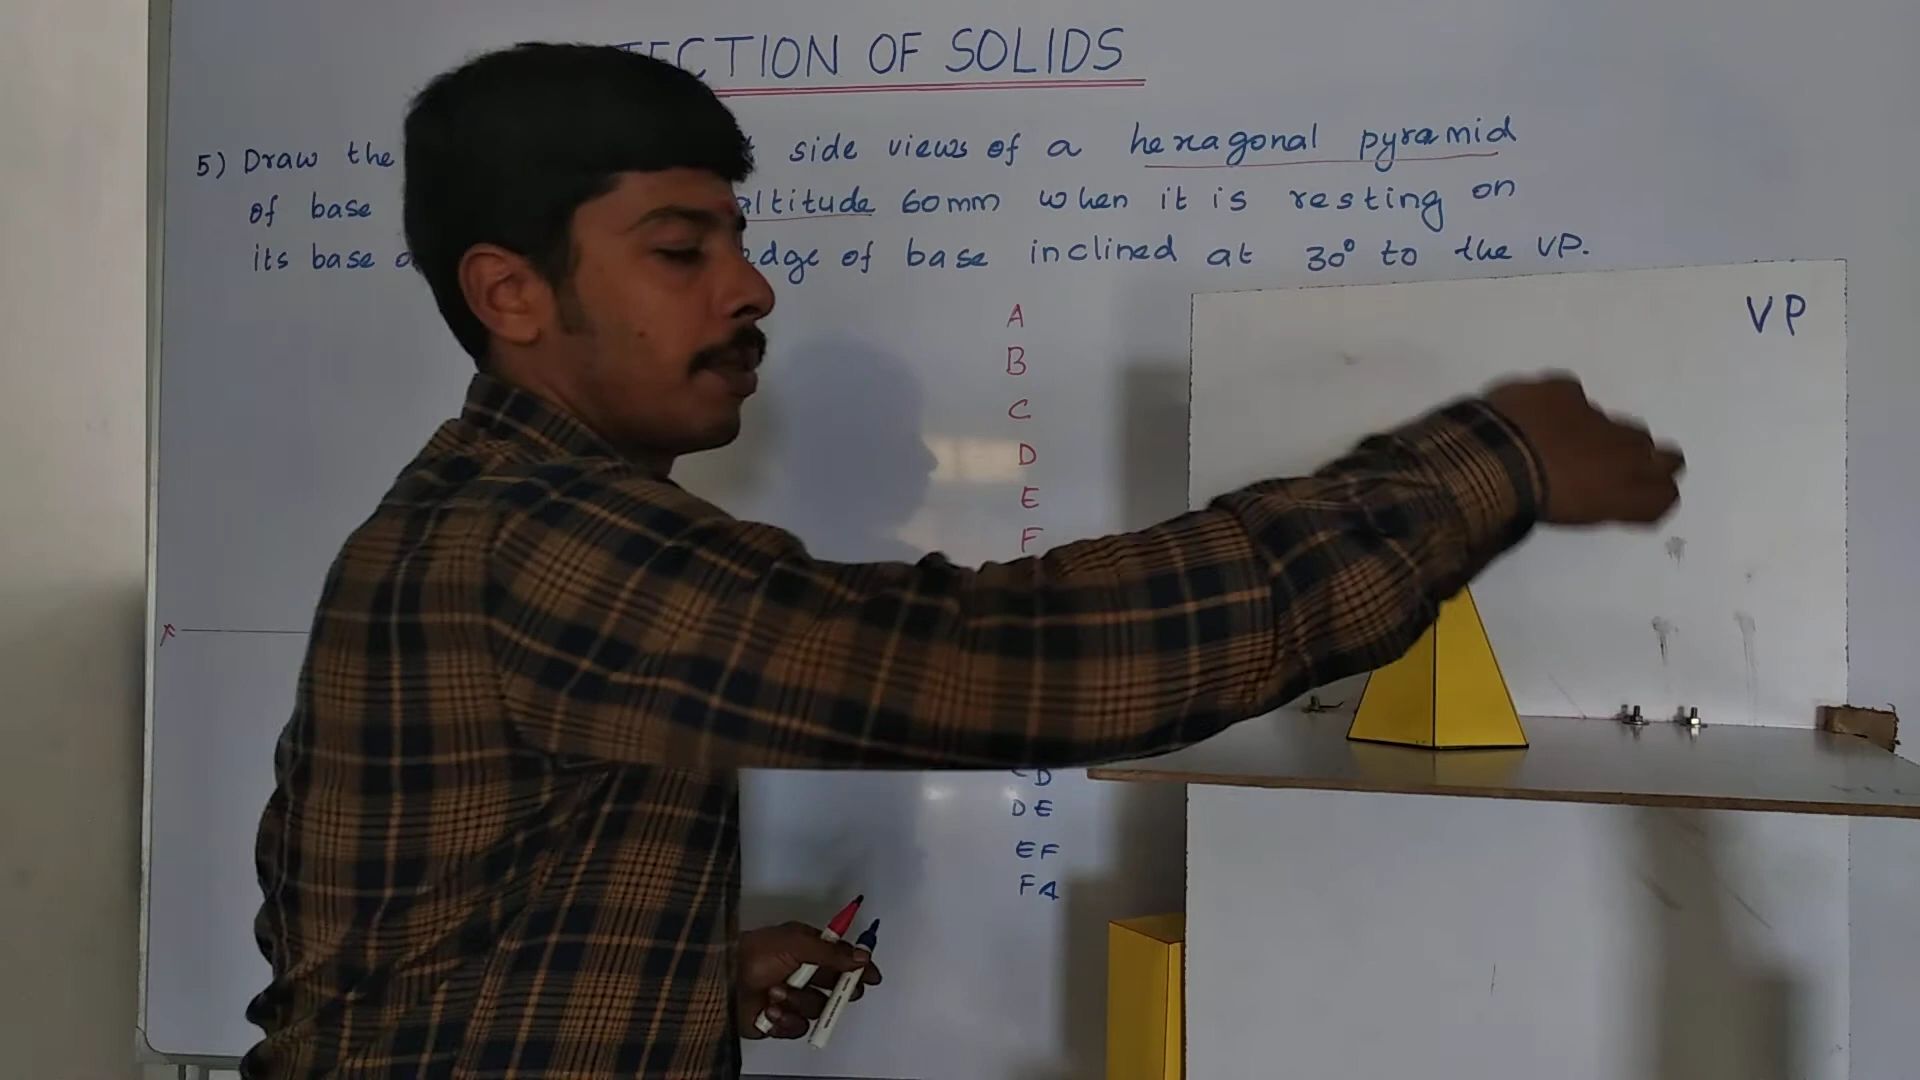 ECTION OF SOLIDS
5) Draw the side views of a hexagonal pyramid
of base altitude 60mm when it is resting on
its base edge of base inclined at 30° to the VP.
VP
A
B
C
D
E
F
X
CD
DE
EF
FA